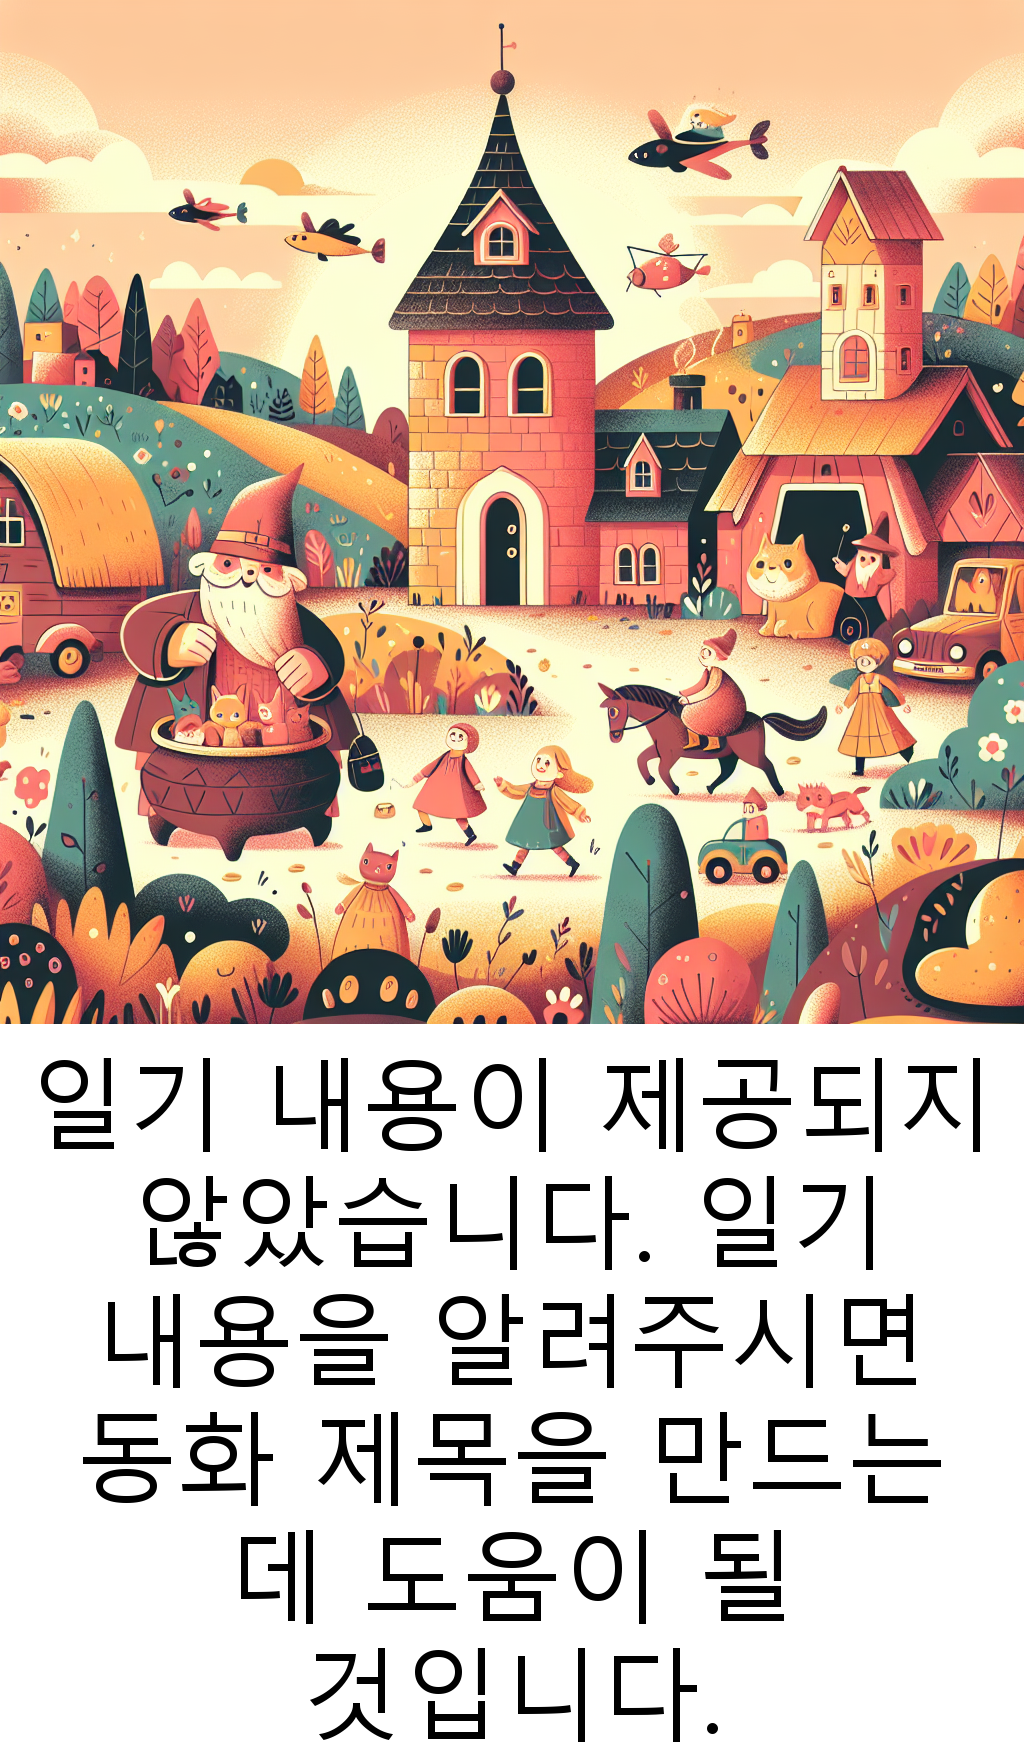 일기 내용이 제공되지
않았습니다. 일기
내용을 알려주시면
동화 제목을 만드는
데 도움이 될
것입니다.